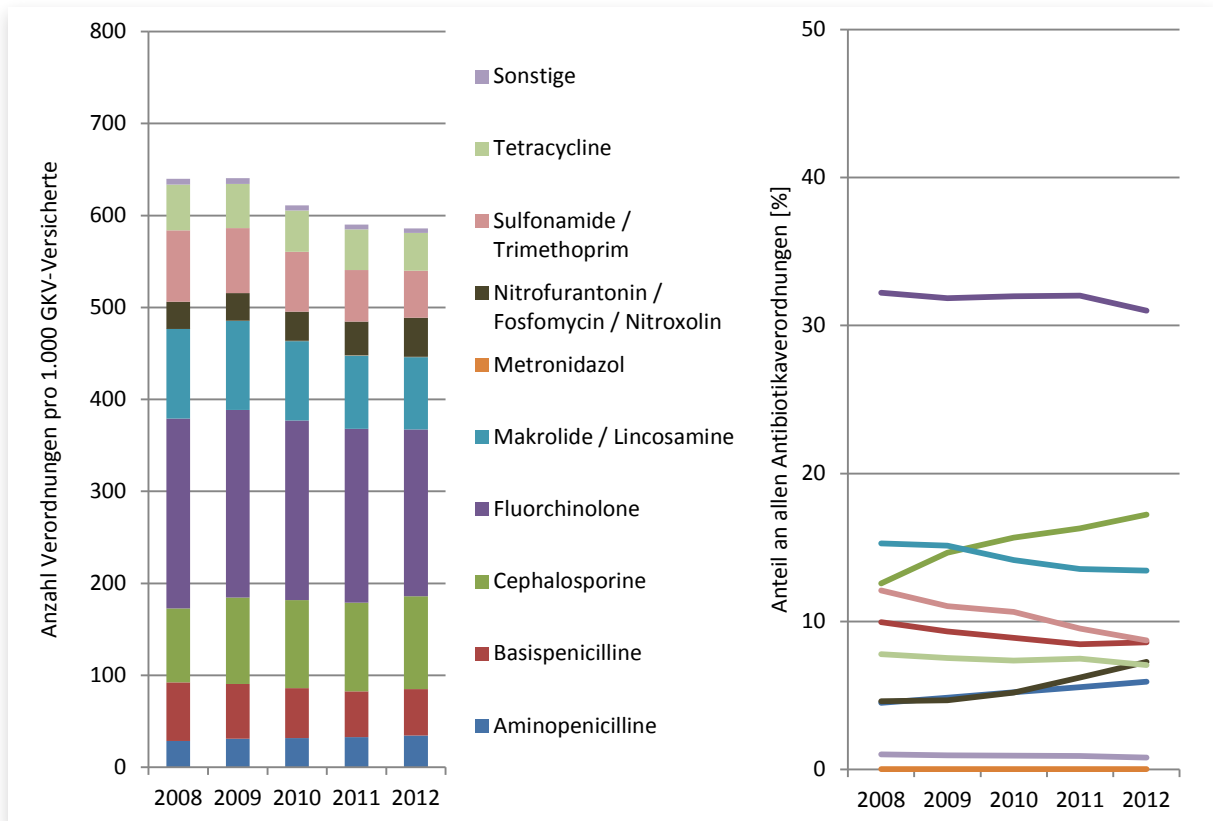 Anzahl Verordnungen pro 1.000 GKV-Versicherte
800
700
600
500
400
300
200
100
0
2008 2009 2010 2011 2012
Sonstige
Tetracycline
Sulfonamide /
Trimethoprim
Nitrofurantonin /
Fosfomycin / Nitroxolin
Metronidazol
Makrolide / Lincosamine
Fluorchinolone
Cephalosporine
Basispenicilline
Aminopenicilline
Anteil an allen Antibiotikaverordnungen [%]
50
40
30
20
10
0
2008 2009 2010 2011 2012